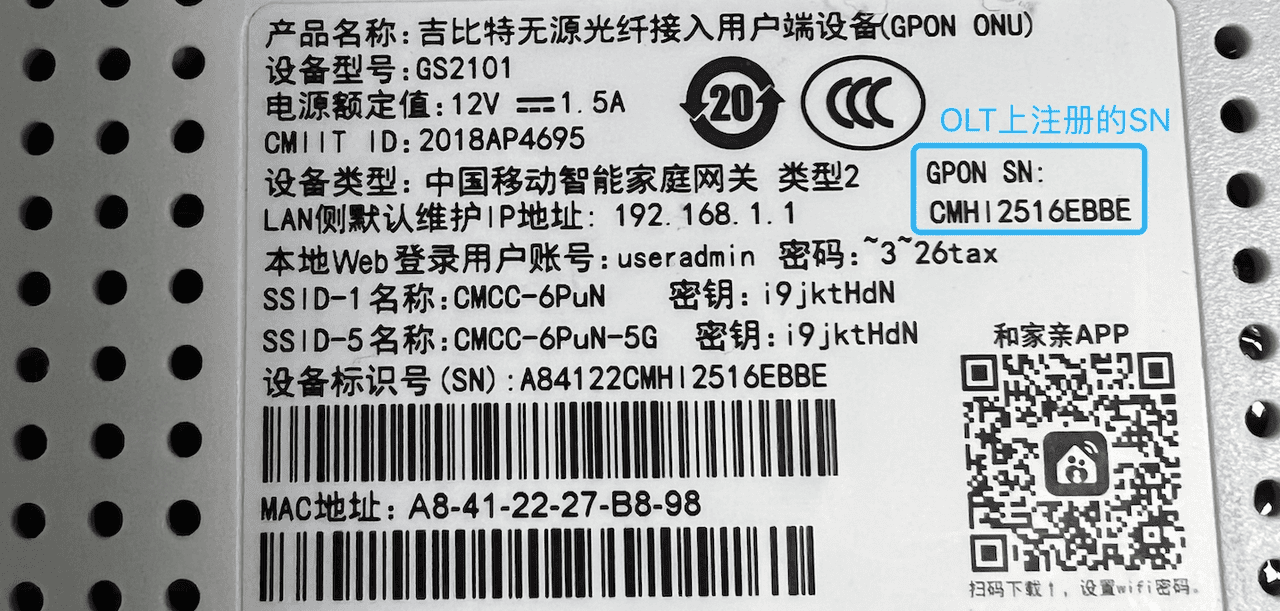 产品名称:吉比特无源光纤接入用户端设备(GPON ONU)
设备型号:GS2101
电源额定值:12V ⎓1.5A
20
CCC
CMIIT ID:2018AP4695
OLT上注册的SN
设备类型: 中国移动智能家庭网关 类型2
GPON SN:
CMHI2516EBBE
LAN侧默认维护IP地址: 192.168.1.1
本地Web登录用户账号:useradmin 密码:~3~26tax
SSID-1名称:CMCC-6PuN 密钥:i9jktHdN
SSID-5名称:CMCC-6PuN-5G 密钥:i9jktHdN
设备标识号(SN):A84122CMHI2516EBBE
MAC地址: A8-41-22-27-B8-98
和家亲APP
扫码下载↑, 设置wifi密码。